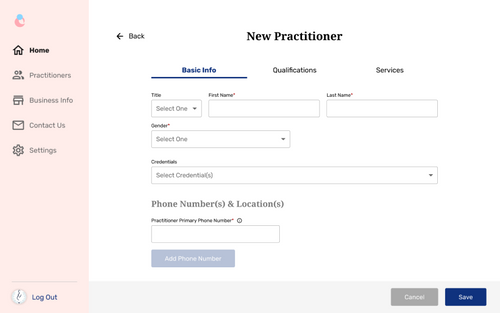 Home
Practitioners
Business Info
Contact Us
Settings
Log Out
Back
New Practitioner
Basic Info Qualifications Services
Title First Name* Last Name*
Select One
Gender*
Select One
Credentials
Select Credential(s)
Phone Number(s) & Location(s)
Practitioner Primary Phone Number*
Add Phone Number
Cancel Save